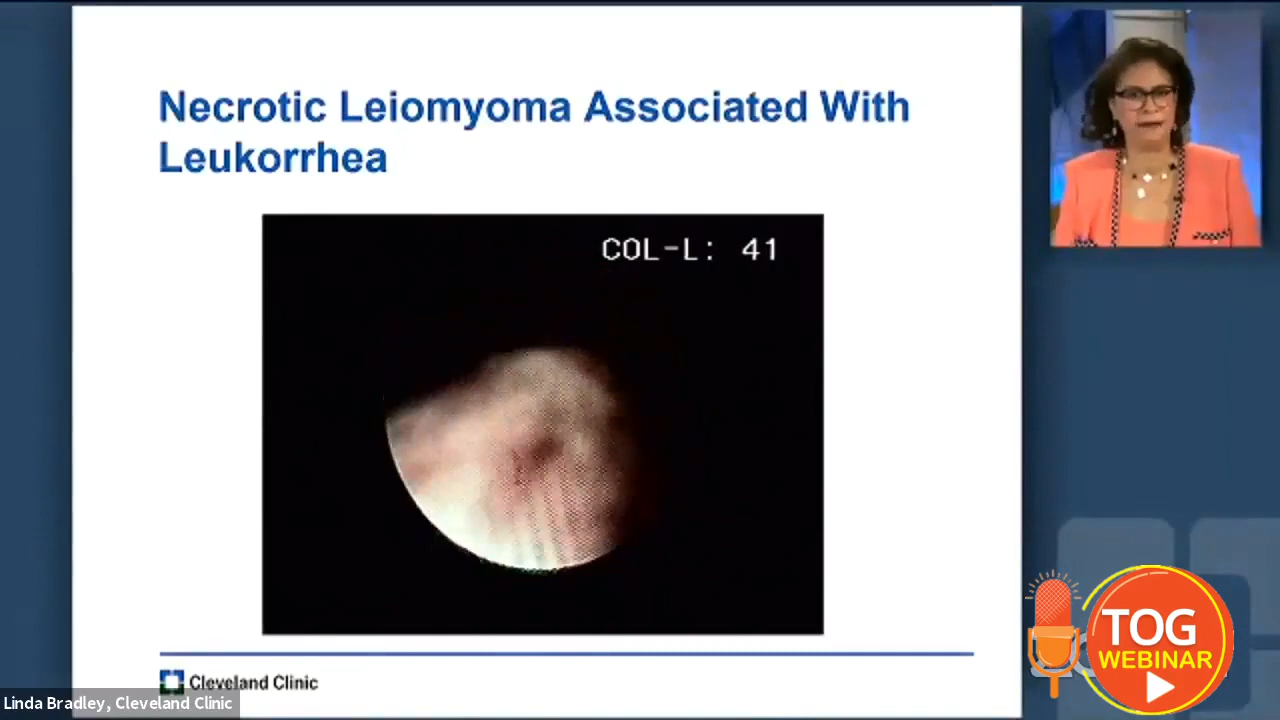 Necrotic Leiomyoma Associated With
Leukorrhea
COL-L: 41
Cleveland Clinic
Linda Bradley, Cleveland Clinic
TOG
WEBINAR